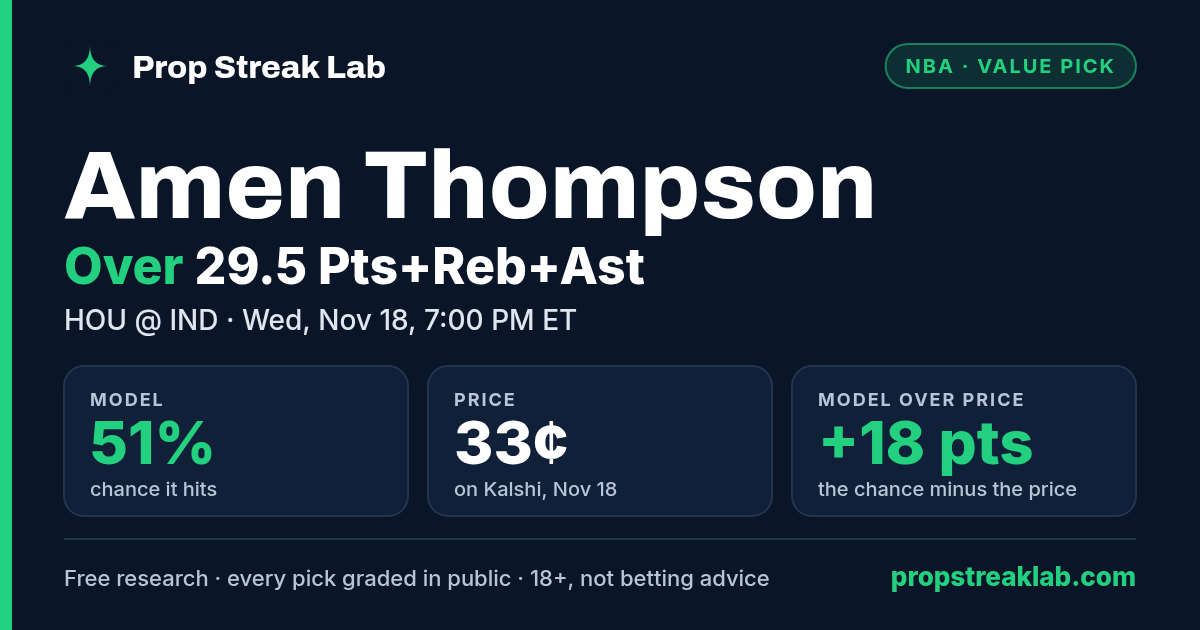 Prop Streak Lab
NBA · VALUE PICK
Amen Thompson
Over 29.5 Pts+Reb+Ast
HOU @ IND · Wed, Nov 18, 7:00 PM ET
MODEL
51%
chance it hits
PRICE
33¢
on Kalshi, Nov 18
MODEL OVER PRICE
+18 pts
the chance minus the price
Free research · every pick graded in public · 18+, not betting advice
propstreaklab.com